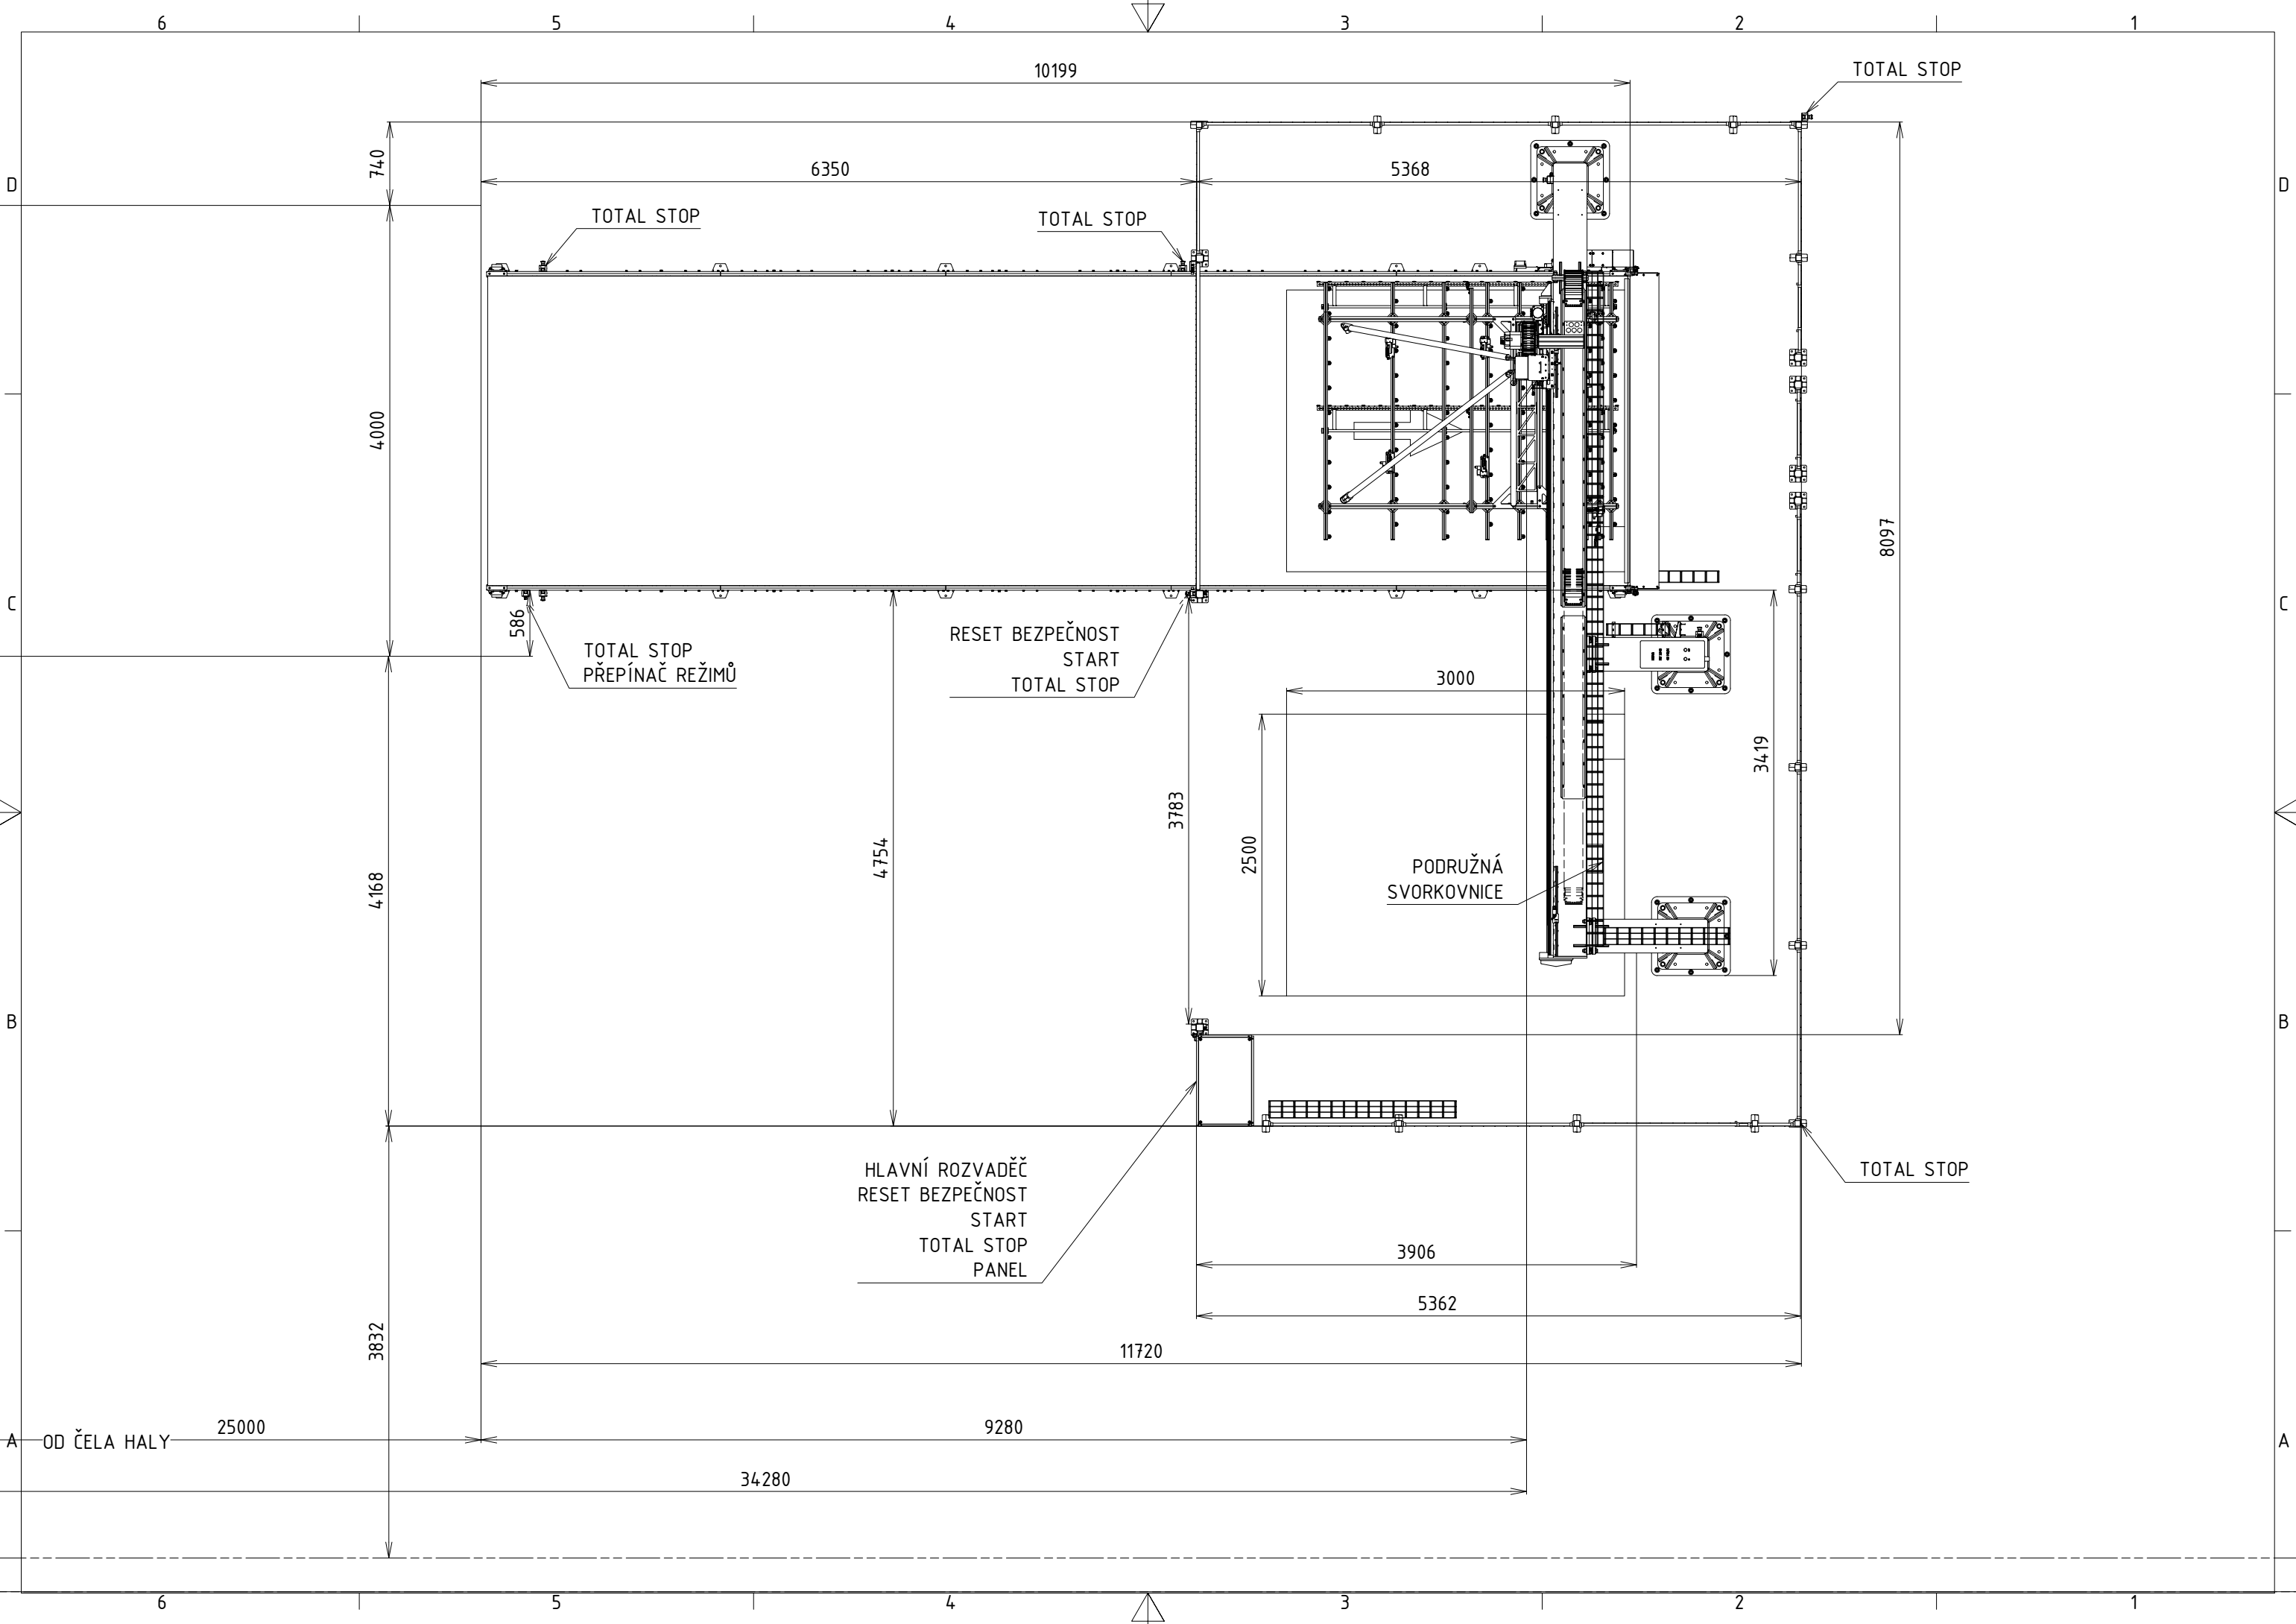 6 5 4 3 2 1
10199
TOTAL STOP
740
6350
5368
D
D
TOTAL STOP
TOTAL STOP
4000
8097
C
C
586
RESET BEZPEČNOST
START
TOTAL STOP
TOTAL STOP
PŘEPÍNAČ REŽIMŮ
3000
3419
3783
2500
4754
4168
PODRUŽNÁ
SVORKOVNICE
B
B
HLAVNÍ ROZVADĚČ
RESET BEZPEČNOST
START
TOTAL STOP
PANEL
TOTAL STOP
3906
5362
3832
11720
A
OD ČELA HALY
25000
9280
A
34280
6 5 4 3 2 1